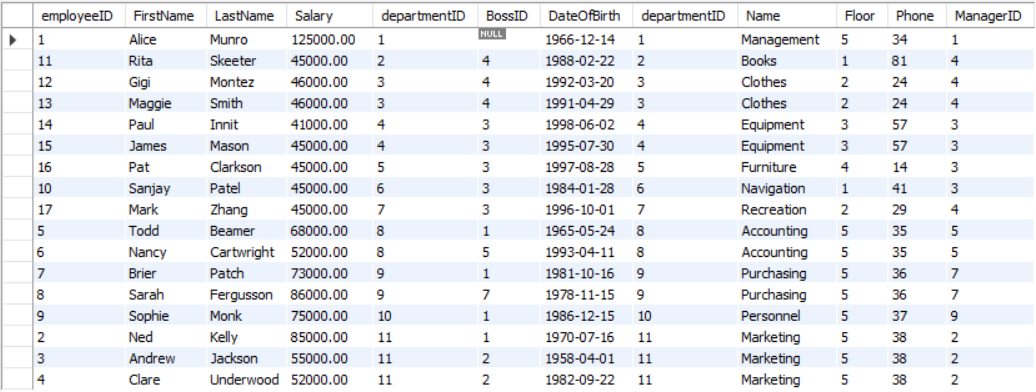 employeeID FirstName LastName Salary departmentID BossID DateOfBirth departmentID Name Floor Phone ManagerID
1 Alice Munro 125000.00 1 NULL 1966-12-14 1 Management 5 34 1
11 Rita Skeeter 45000.00 2 4 1988-02-22 2 Books 1 81 4
12 Gigi Montez 46000.00 3 4 1992-03-20 3 Clothes 2 24 4
13 Maggie Smith 46000.00 3 4 1991-04-29 3 Clothes 2 24 4
14 Paul Innit 41000.00 4 3 1998-06-02 4 Equipment 3 57 3
15 James Mason 45000.00 4 3 1995-07-30 4 Equipment 3 57 3
16 Pat Clarkson 45000.00 5 3 1997-08-28 5 Furniture 4 14 3
10 Sanjay Patel 45000.00 6 3 1984-01-28 6 Navigation 1 41 3
17 Mark Zhang 45000.00 7 3 1996-10-01 7 Recreation 2 29 4
5 Todd Beamer 68000.00 8 1 1965-05-24 8 Accounting 5 35 5
6 Nancy Cartwright 52000.00 8 5 1993-04-11 8 Accounting 5 35 5
7 Brier Patch 73000.00 9 1 1981-10-16 9 Purchasing 5 36 7
8 Sarah Fergusson 86000.00 9 7 1978-11-15 9 Purchasing 5 36 7
9 Sophie Monk 75000.00 10 1 1986-12-15 10 Personnel 5 37 9
2 Ned Kelly 85000.00 11 1 1970-07-16 11 Marketing 5 38 2
3 Andrew Jackson 55000.00 11 2 1958-04-01 11 Marketing 5 38 2
4 Clare Underwood 52000.00 11 2 1982-09-22 11 Marketing 5 38 2